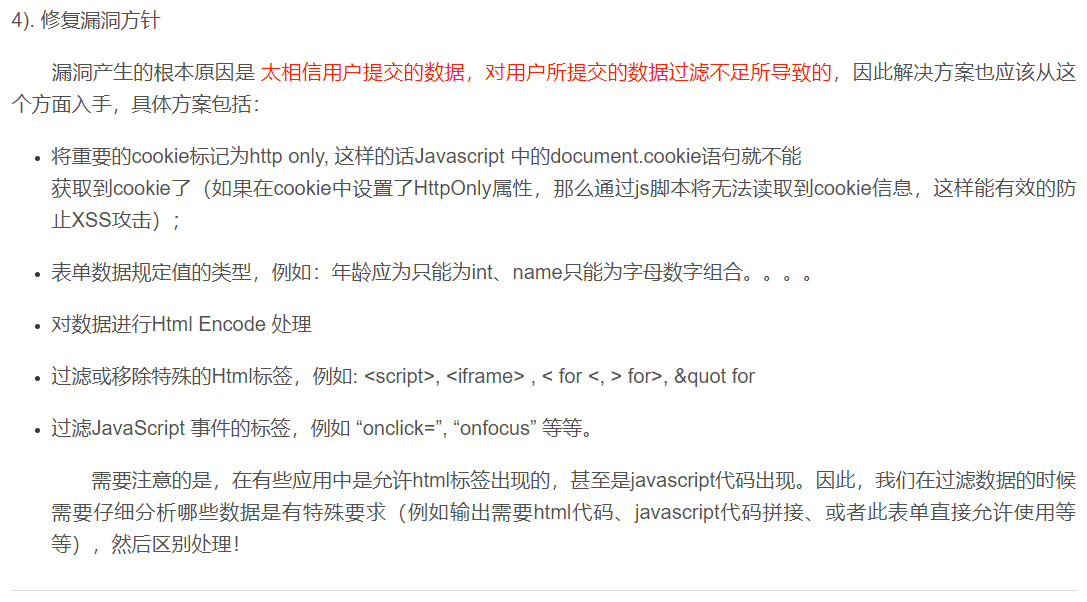 4). 修复漏洞方针
漏洞产生的根本原因是 太相信用户提交的数据，对用户所提交的数据过滤不足所导致的，因此解决方案也应该从这
个方面入手，具体方案包括：
• 将重要的cookie标记为http only, 这样的话Javascript 中的document.cookie语句就不能
获取到cookie了（如果在cookie中设置了HttpOnly属性，那么通过js脚本将无法读取到cookie信息，这样能有效的防
止XSS攻击）；
• 表单数据规定值的类型，例如：年龄应为只能为int、name只能为字母数字组合。。。。
• 对数据进行Html Encode 处理
• 过滤或移除特殊的Html标签，例如: <script>, <iframe> , < for <, > for>, &quot for
• 过滤JavaScript 事件的标签，例如 “onclick=”, “onfocus” 等等。
需要注意的是，在有些应用中是允许html标签出现的，甚至是javascript代码出现。因此，我们在过滤数据的时候
需要仔细分析哪些数据是有特殊要求（例如输出需要html代码、javascript代码拼接、或者此表单直接允许使用等
等），然后区别处理！